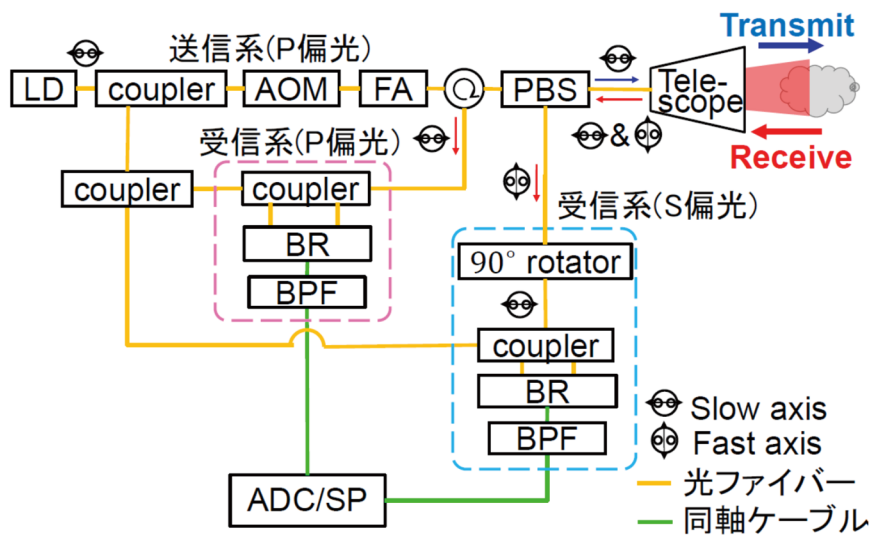 Transmit
送信系(P偏光)
LD
coupler
AOM
FA
PBS
Tele-
scope
&
Receive
受信系(P偏光)
coupler
coupler
受信系(S偏光)
BR
90° rotator
BPF
coupler
BR
Slow axis
BPF
Fast axis
光ファイバー
ADC/SP
同軸ケーブル